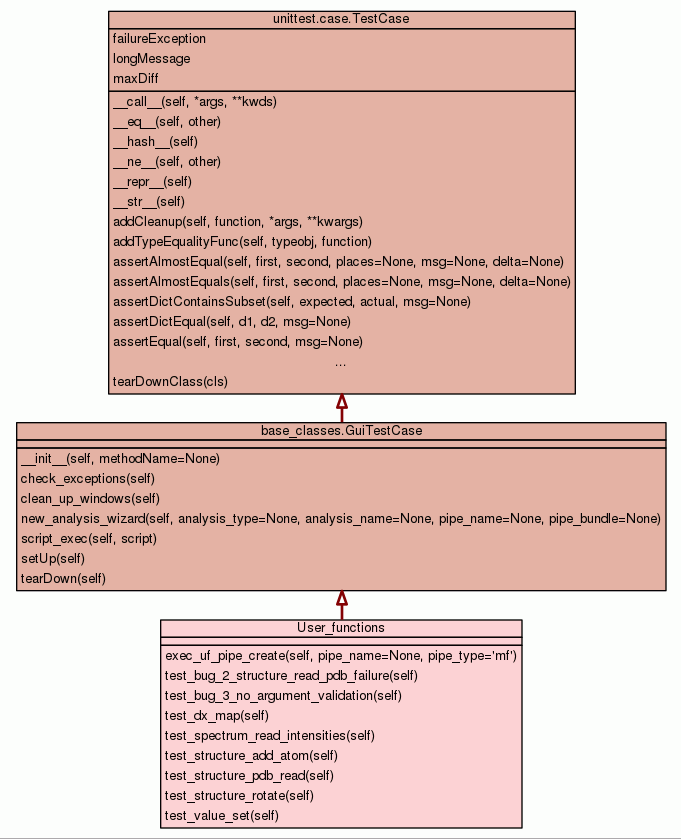 unittest.case.TestCase
failureException
longMessage
maxDiff
__call__(self, *args, **kwds)
__eq__(self, other)
__hash__(self)
__ne__(self, other)
__repr__(self)
__str__(self)
addCleanup(self, function, *args, **kwargs)
addTypeEqualityFunc(self, typeobj, function)
assertAlmostEqual(self, first, second, places=None, msg=None, delta=None)
assertAlmostEquals(self, first, second, places=None, msg=None, delta=None)
assertDictContainsSubset(self, expected, actual, msg=None)
assertDictEqual(self, d1, d2, msg=None)
assertEqual(self, first, second, msg=None)
...
tearDownClass(cls)
base_classes.GuiTestCase
__init__(self, methodName=None)
check_exceptions(self)
clean_up_windows(self)
new_analysis_wizard(self, analysis_type=None, analysis_name=None, pipe_name=None, pipe_bundle=None)
script_exec(self, script)
setUp(self)
tearDown(self)
User_functions
exec_uf_pipe_create(self, pipe_name=None, pipe_type='mf')
test_bug_2_structure_read_pdb_failure(self)
test_bug_3_no_argument_validation(self)
test_dx_map(self)
test_spectrum_read_intensities(self)
test_structure_add_atom(self)
test_structure_pdb_read(self)
test_structure_rotate(self)
test_value_set(self)